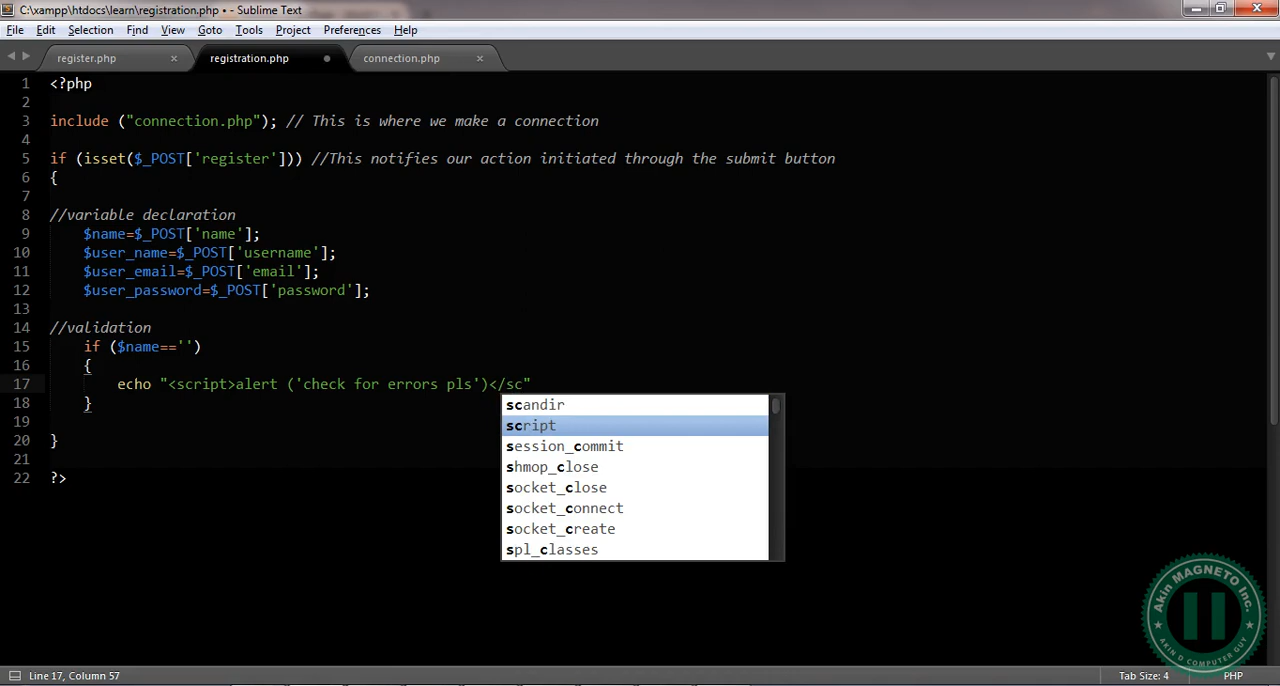 C:\xampp\htdocs\learn\registration.php • - Sublime Text
File Edit Selection Find View Goto Tools Project Preferences Help
register.php × registration.php • connection.php ×
1 <?php
2
3 include ("connection.php"); // This is where we make a connection
4
5 if (isset($_POST['register'])) //This notifies our action initiated through the submit button
6 {
7
8 //variable declaration
9 $name=$_POST['name'];
10 $user_name=$_POST['username'];
11 $user_email=$_POST['email'];
12 $user_password=$_POST['password'];
13
14 //validation
15 if ($name=='')
16 {
17 echo "<script>alert ('check for errors pls')</sc"
18 }
19
20 }
21
22 ?>
scandir
script
session_commit
shmop_close
socket_close
socket_connect
socket_create
spl_classes
Akin MAGNETO Inc.
AKIN D COMPUTER GUY
Line 17, Column 57 Tab Size: 4 PHP